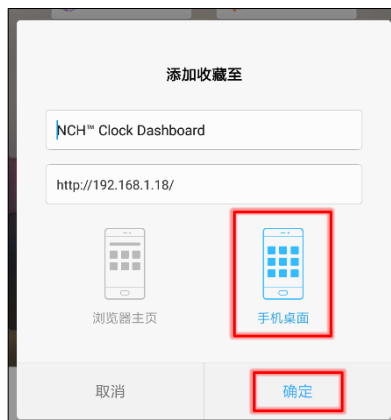 添加收藏至
NCH™ Clock Dashboard
http://192.168.1.18/
浏览器主页
手机桌面
取消
确定